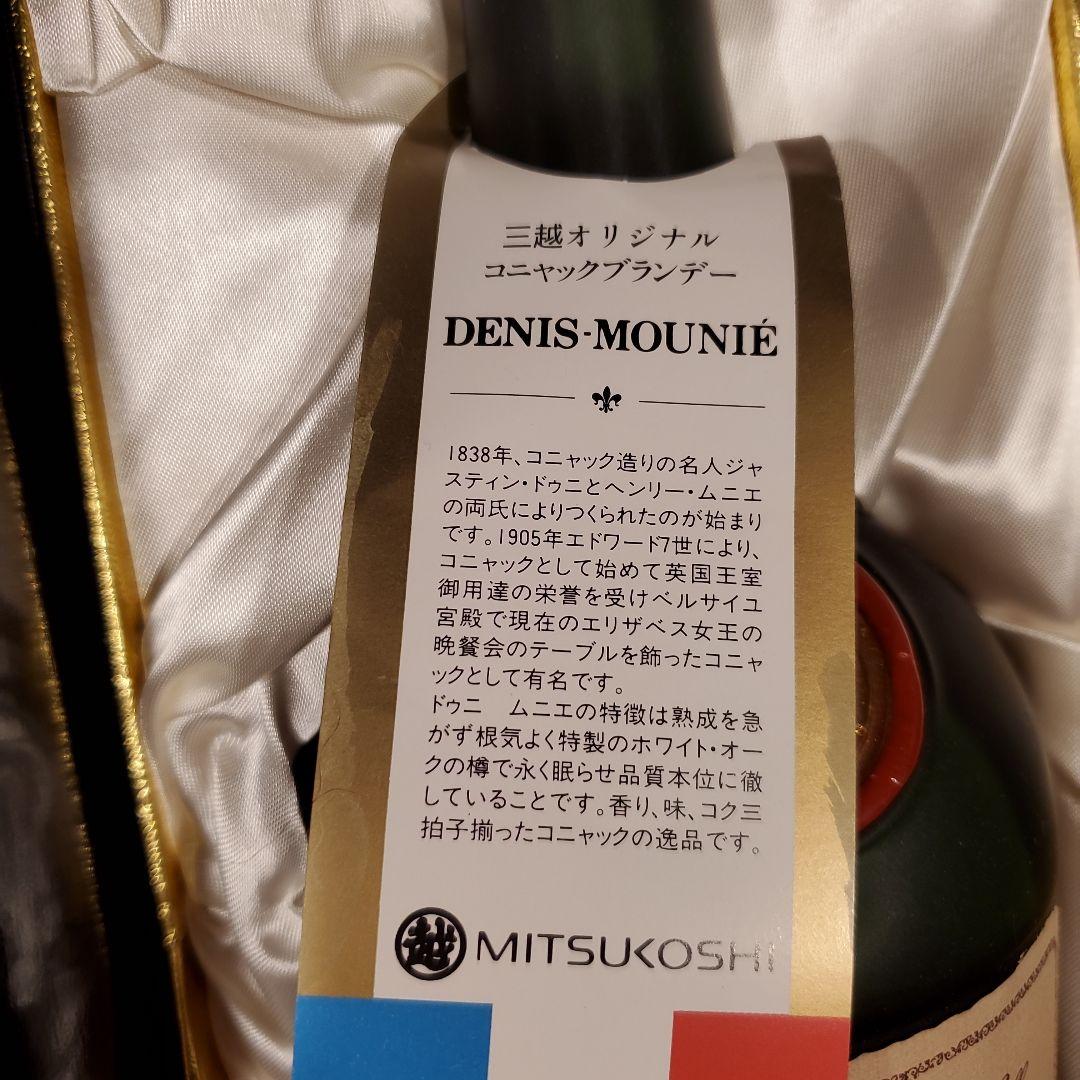 三越オリジナル
コニャックブランデー
DENIS-MOUNIÉ
1838年、コニャック造りの名人ジャ
スティン・ドゥニとヘンリー・ムニエ
の両氏によりつくられたのが始まり
です。1905年エドワード7世により、
コニャックとして始めて英国王室
御用達の栄誉を受けベルサイユ
宮殿で現在のエリザベス女王の
晩餐会のテーブルを飾ったコニャ
ックとして有名です。
ドゥニ　ムニエの特徴は熟成を急
がず根気よく特製のホワイト・オー
クの樽で永く眠らせ品質本位に徹
していることです。香り、味、コク三
拍子揃ったコニャックの逸品です。
越 MITSUKOSHI